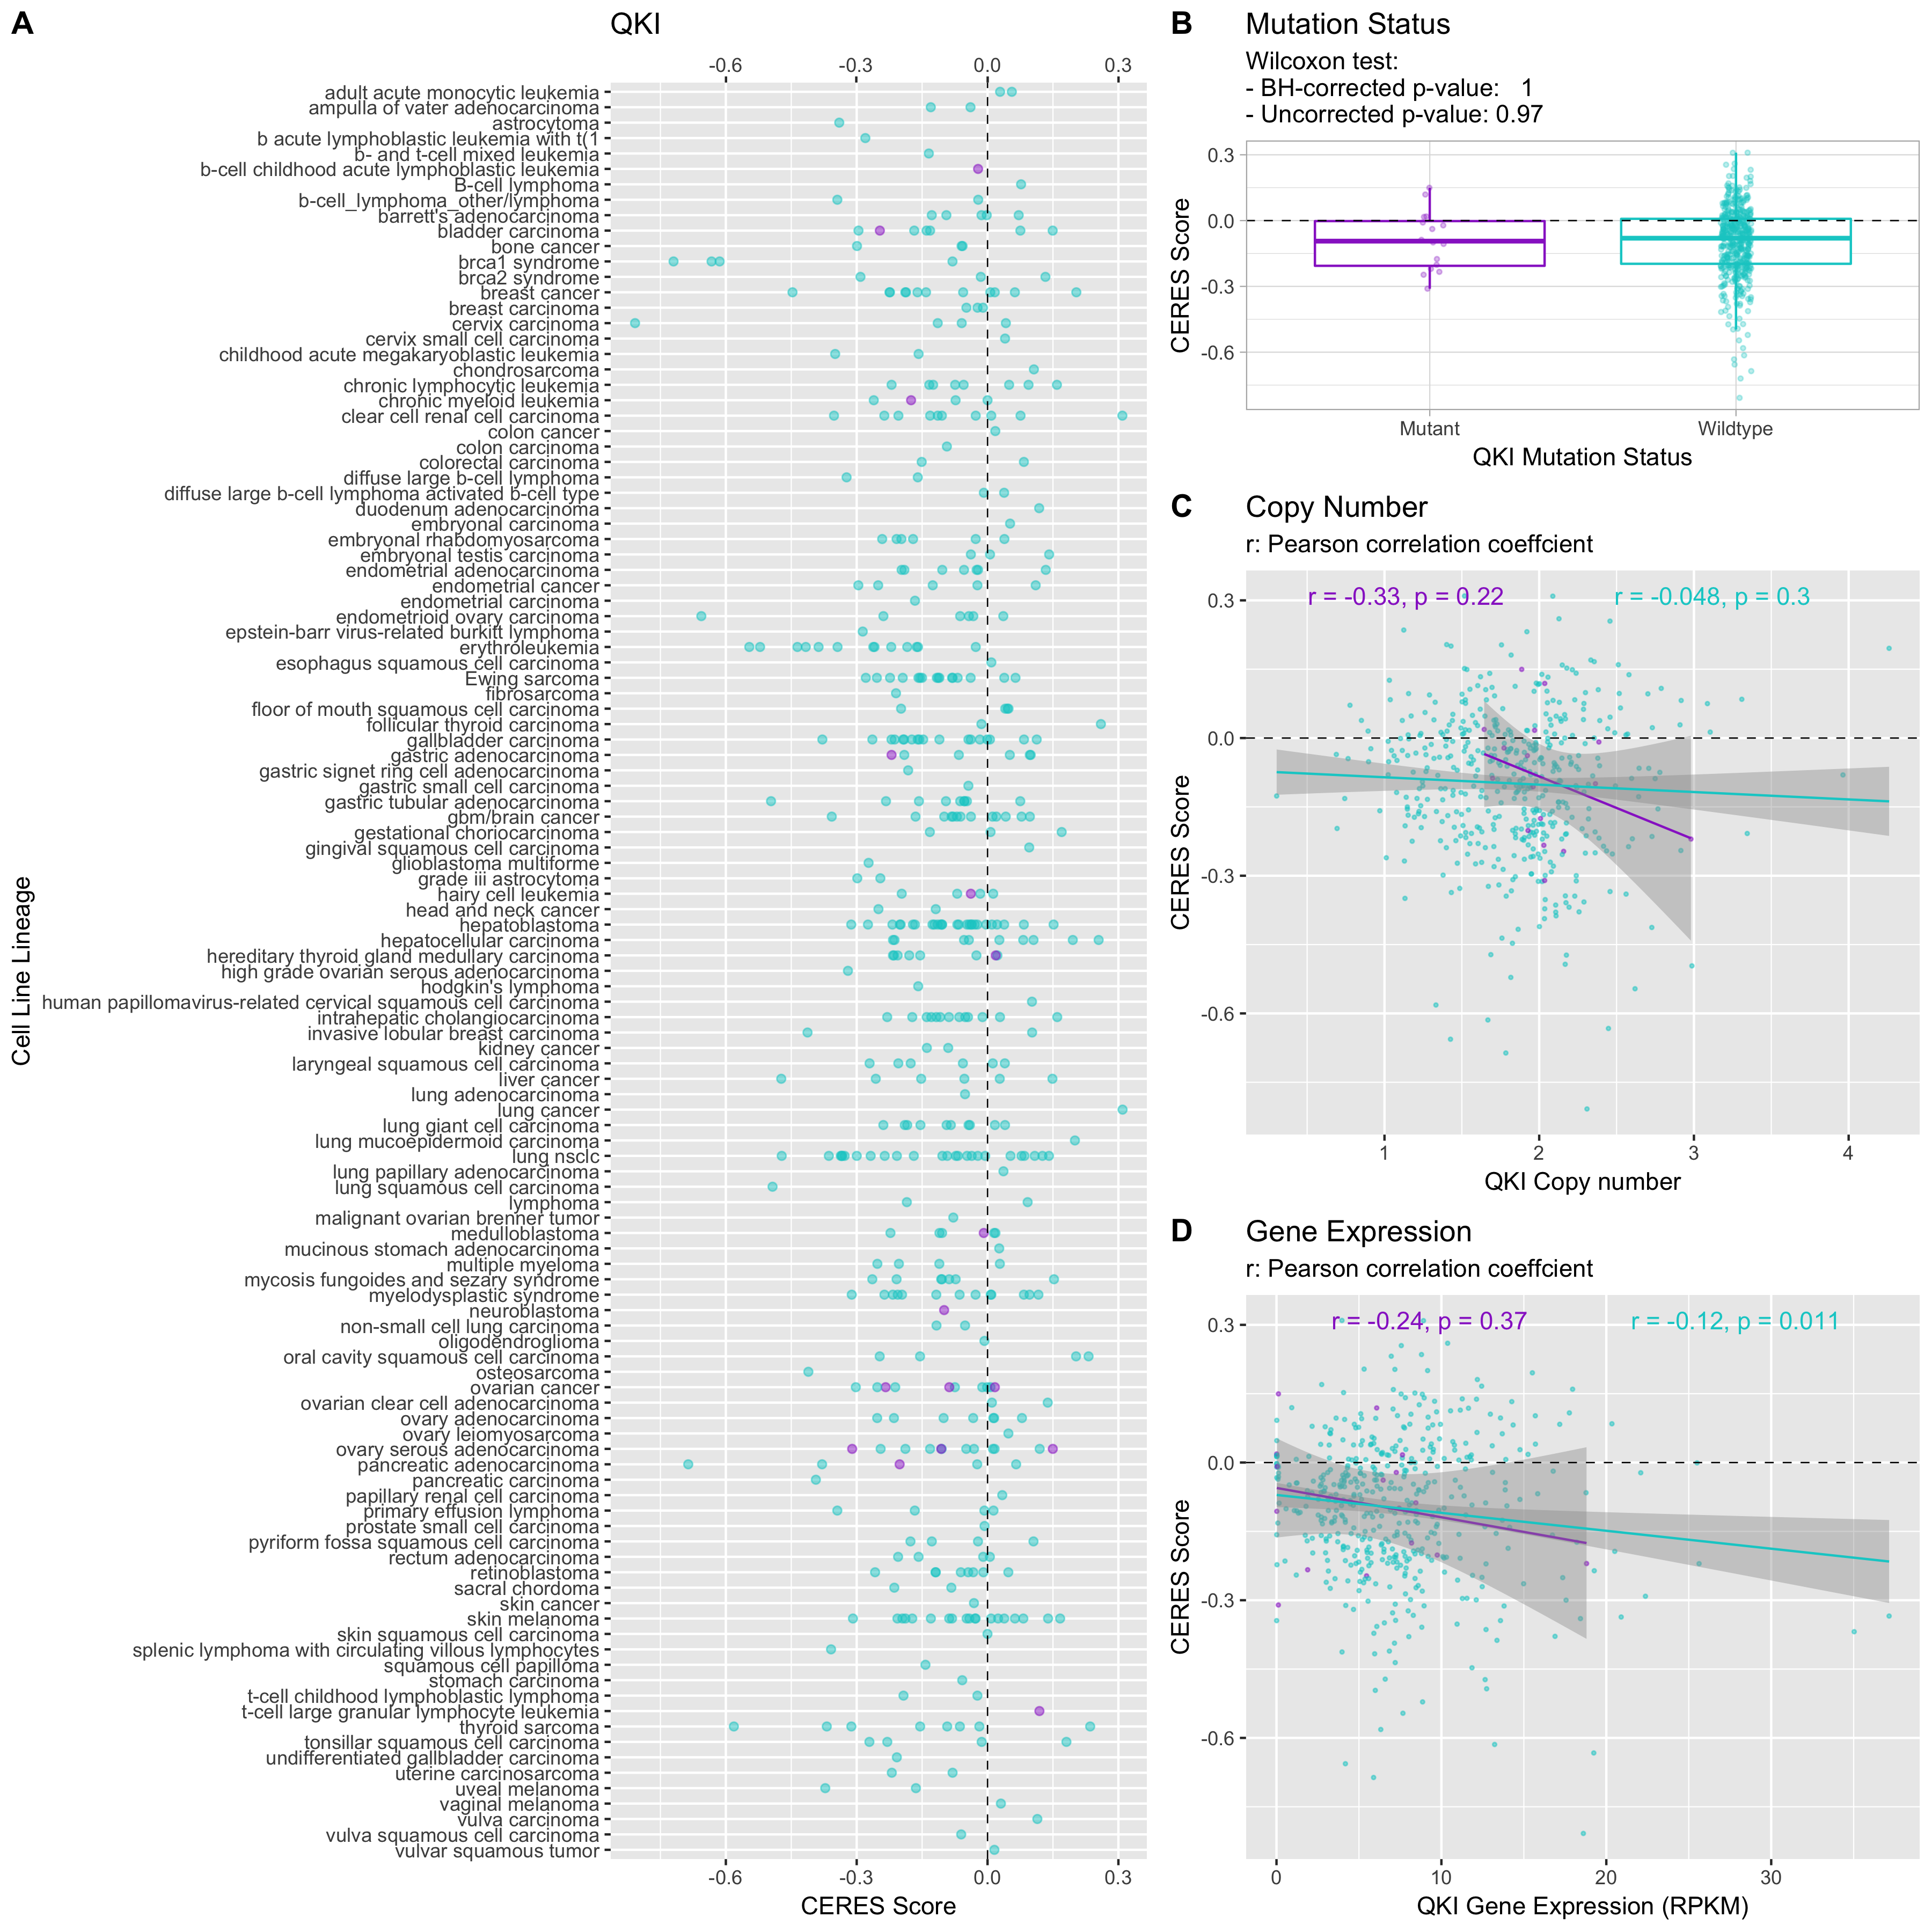 A
QKI
-0.6 -0.3 0.0 0.3
adult acute monocytic leukemia
ampulla of vater adenocarcinoma
astrocytoma
b acute lymphoblastic leukemia with t(1
b- and t-cell mixed leukemia
b-cell childhood acute lymphoblastic leukemia
B-cell lymphoma
b-cell_lymphoma_other/lymphoma
barrett's adenocarcinoma
bladder carcinoma
bone cancer
brca1 syndrome
brca2 syndrome
breast cancer
breast carcinoma
cervix carcinoma
cervix small cell carcinoma
childhood acute megakaryoblastic leukemia
chondrosarcoma
chronic lymphocytic leukemia
chronic myeloid leukemia
clear cell renal cell carcinoma
colon cancer
colon carcinoma
colorectal carcinoma
diffuse large b-cell lymphoma
diffuse large b-cell lymphoma activated b-cell type
duodenum adenocarcinoma
embryonal carcinoma
embryonal rhabdomyosarcoma
embryonal testis carcinoma
endometrial adenocarcinoma
endometrial cancer
endometrial carcinoma
endometrioid ovary carcinoma
epstein-barr virus-related burkitt lymphoma
erythroleukemia
esophagus squamous cell carcinoma
Ewing sarcoma
fibrosarcoma
floor of mouth squamous cell carcinoma
follicular thyroid carcinoma
gallbladder carcinoma
gastric adenocarcinoma
gastric signet ring cell adenocarcinoma
gastric small cell carcinoma
gastric tubular adenocarcinoma
gbm/brain cancer
gestational choriocarcinoma
gingival squamous cell carcinoma
glioblastoma multiforme
grade iii astrocytoma
hairy cell leukemia
head and neck cancer
hepatoblastoma
hepatocellular carcinoma
hereditary thyroid gland medullary carcinoma
high grade ovarian serous adenocarcinoma
hodgkin's lymphoma
human papillomavirus-related cervical squamous cell carcinoma
intrahepatic cholangiocarcinoma
invasive lobular breast carcinoma
kidney cancer
laryngeal squamous cell carcinoma
liver cancer
lung adenocarcinoma
lung cancer
lung giant cell carcinoma
lung mucoepidermoid carcinoma
lung nsclc
lung papillary adenocarcinoma
lung squamous cell carcinoma
lymphoma
malignant ovarian brenner tumor
medulloblastoma
mucinous stomach adenocarcinoma
multiple myeloma
mycosis fungoides and sezary syndrome
myelodysplastic syndrome
neuroblastoma
non-small cell lung carcinoma
oligodendroglioma
oral cavity squamous cell carcinoma
osteosarcoma
ovarian cancer
ovarian clear cell adenocarcinoma
ovary adenocarcinoma
ovary leiomyosarcoma
ovary serous adenocarcinoma
pancreatic adenocarcinoma
pancreatic carcinoma
papillary renal cell carcinoma
primary effusion lymphoma
prostate small cell carcinoma
pyriform fossa squamous cell carcinoma
rectum adenocarcinoma
retinoblastoma
sacral chordoma
skin cancer
skin melanoma
skin squamous cell carcinoma
splenic lymphoma with circulating villous lymphocytes
squamous cell papilloma
stomach carcinoma
t-cell childhood lymphoblastic lymphoma
t-cell large granular lymphocyte leukemia
thyroid sarcoma
tonsillar squamous cell carcinoma
undifferentiated gallbladder carcinoma
uterine carcinosarcoma
uveal melanoma
vaginal melanoma
vulva carcinoma
vulva squamous cell carcinoma
vulvar squamous tumor
-0.6 -0.3 0.0 0.3
CERES Score
Cell Line Lineage
B
Mutation Status
Wilcoxon test:
- BH-corrected p-value: 1
- Uncorrected p-value: 0.97
0.3
0.0
-0.3
-0.6
CERES Score
Mutant Wildtype
QKI Mutation Status
C
Copy Number
r: Pearson correlation coeffcient
r = -0.33, p = 0.22 r = -0.048, p = 0.3
0.3
0.0
-0.3
-0.6
CERES Score
1 2 3 4
QKI Copy number
D
Gene Expression
r: Pearson correlation coeffcient
r = -0.24, p = 0.37 r = -0.12, p = 0.011
0.3
0.0
-0.3
-0.6
CERES Score
0 10 20 30
QKI Gene Expression (RPKM)